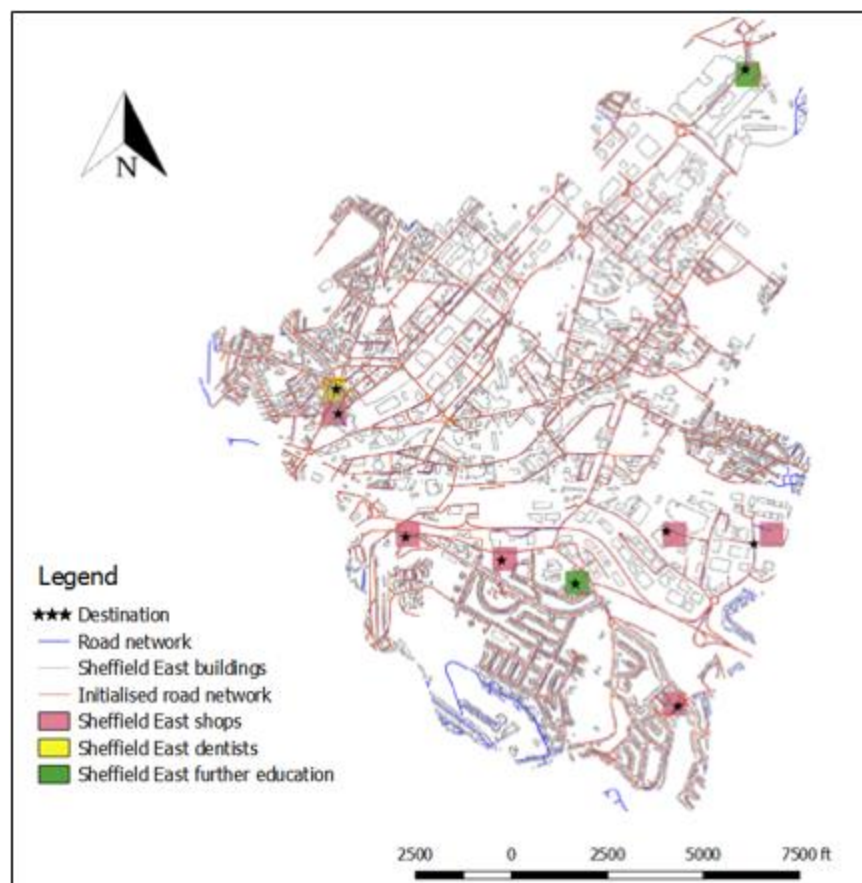 N
Legend
Destination
Road network
Sheffield East buildings
Initialised road network
Sheffield East shops
Sheffield East dentists
Sheffield East further education
2500 0 2500 5000 7500 ft